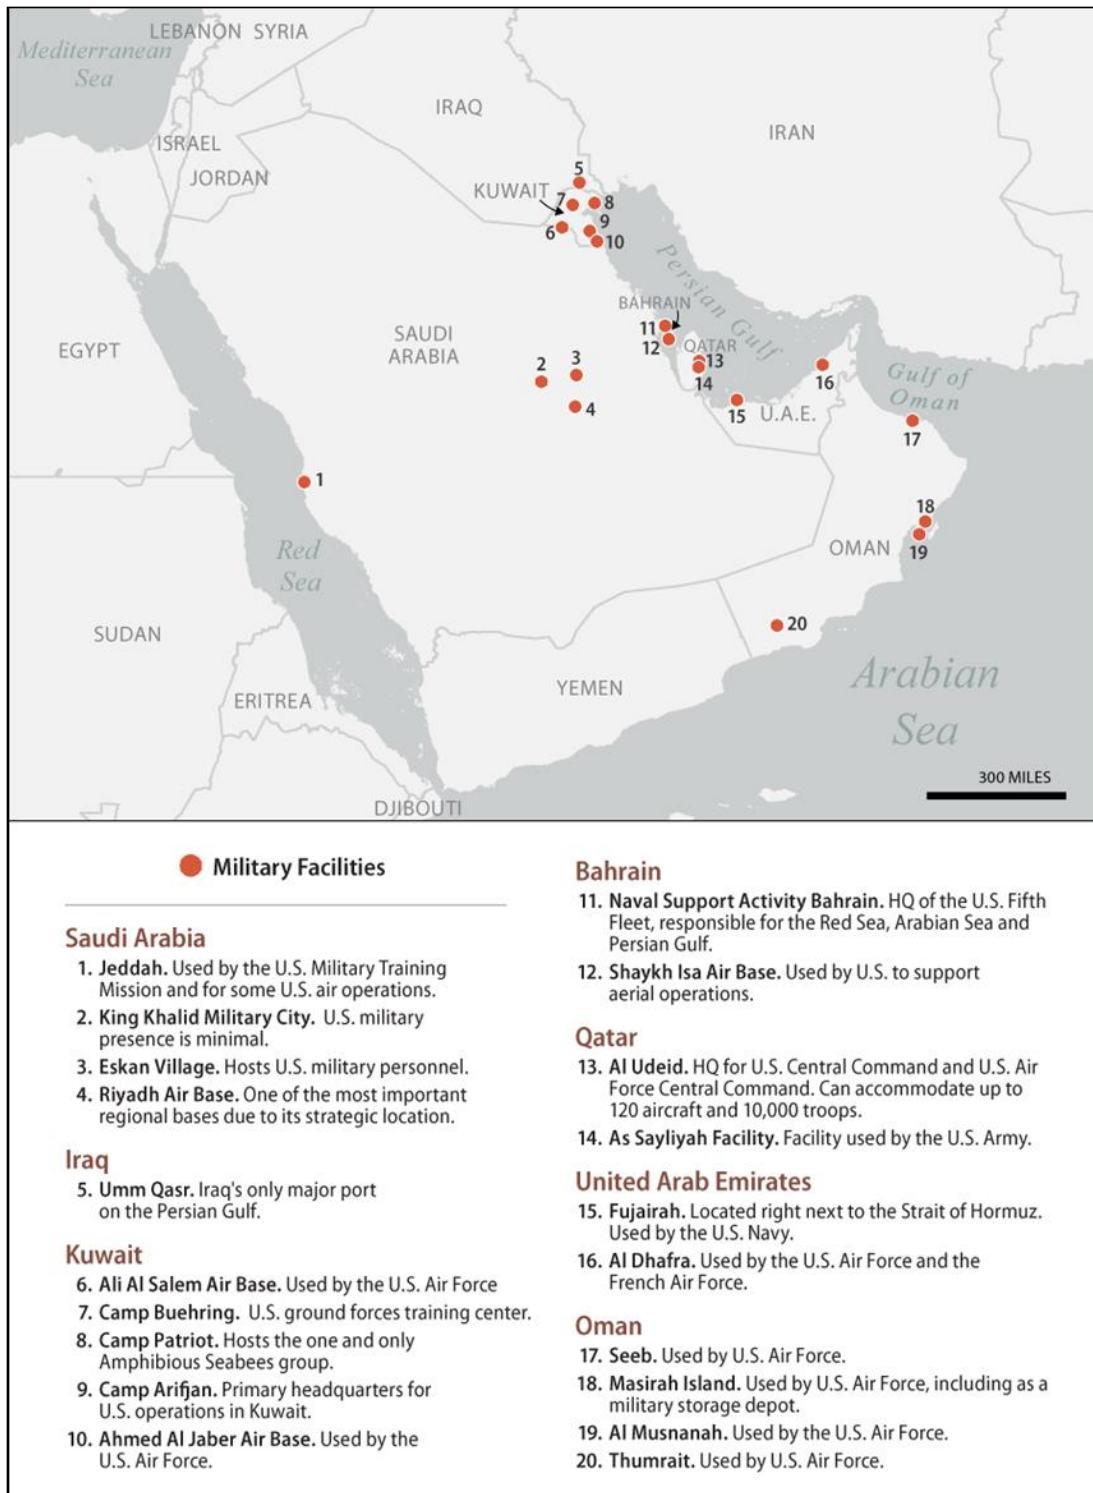 LEBANON SYRIA
Mediterranean
Sea
IRAQ
IRAN
ISRAEL
JORDAN
5
KUWAIT
7
8
9
6
10
Persian Gulf
BAHRAIN
11
12
QATAR
13
14
SAUDI
ARABIA
EGYPT
2
3
4
16
Gulf of
Oman
15
U.A.E.
17
1
18
19
OMAN
Red
Sea
20
SUDAN
Arabian
Sea
YEMEN
ERITREA
300 MILES
DJIBOUTI
Military Facilities
Saudi Arabia
1. Jeddah. Used by the U.S. Military Training
Mission and for some U.S. air operations.
2. King Khalid Military City. U.S. military
presence is minimal.
3. Eskan Village. Hosts U.S. military personnel.
4. Riyadh Air Base. One of the most important
regional bases due to its strategic location.
Iraq
5. Umm Qasr. Iraq's only major port
on the Persian Gulf.
Kuwait
6. Ali Al Salem Air Base. Used by the U.S. Air Force
7. Camp Buehring. U.S. ground forces training center.
8. Camp Patriot. Hosts the one and only
Amphibious Seabees group.
9. Camp Arifjan. Primary headquarters for
U.S. operations in Kuwait.
10. Ahmed Al Jaber Air Base. Used by the
U.S. Air Force.
Bahrain
11. Naval Support Activity Bahrain. HQ of the U.S. Fifth
Fleet, responsible for the Red Sea, Arabian Sea and
Persian Gulf.
12. Shaykh Isa Air Base. Used by U.S. to support
aerial operations.
Qatar
13. Al Udeid. HQ for U.S. Central Command and U.S. Air
Force Central Command. Can accommodate up to
120 aircraft and 10,000 troops.
14. As Sayliyah Facility. Facility used by the U.S. Army.
United Arab Emirates
15. Fujairah. Located right next to the Strait of Hormuz.
Used by the U.S. Navy.
16. Al Dhafra. Used by the U.S. Air Force and the
French Air Force.
Oman
17. Seeb. Used by U.S. Air Force.
18. Masirah Island. Used by U.S. Air Force, including as a
military storage depot.
19. Al Musnanah. Used by the U.S. Air Force.
20. Thumrait. Used by U.S. Air Force.